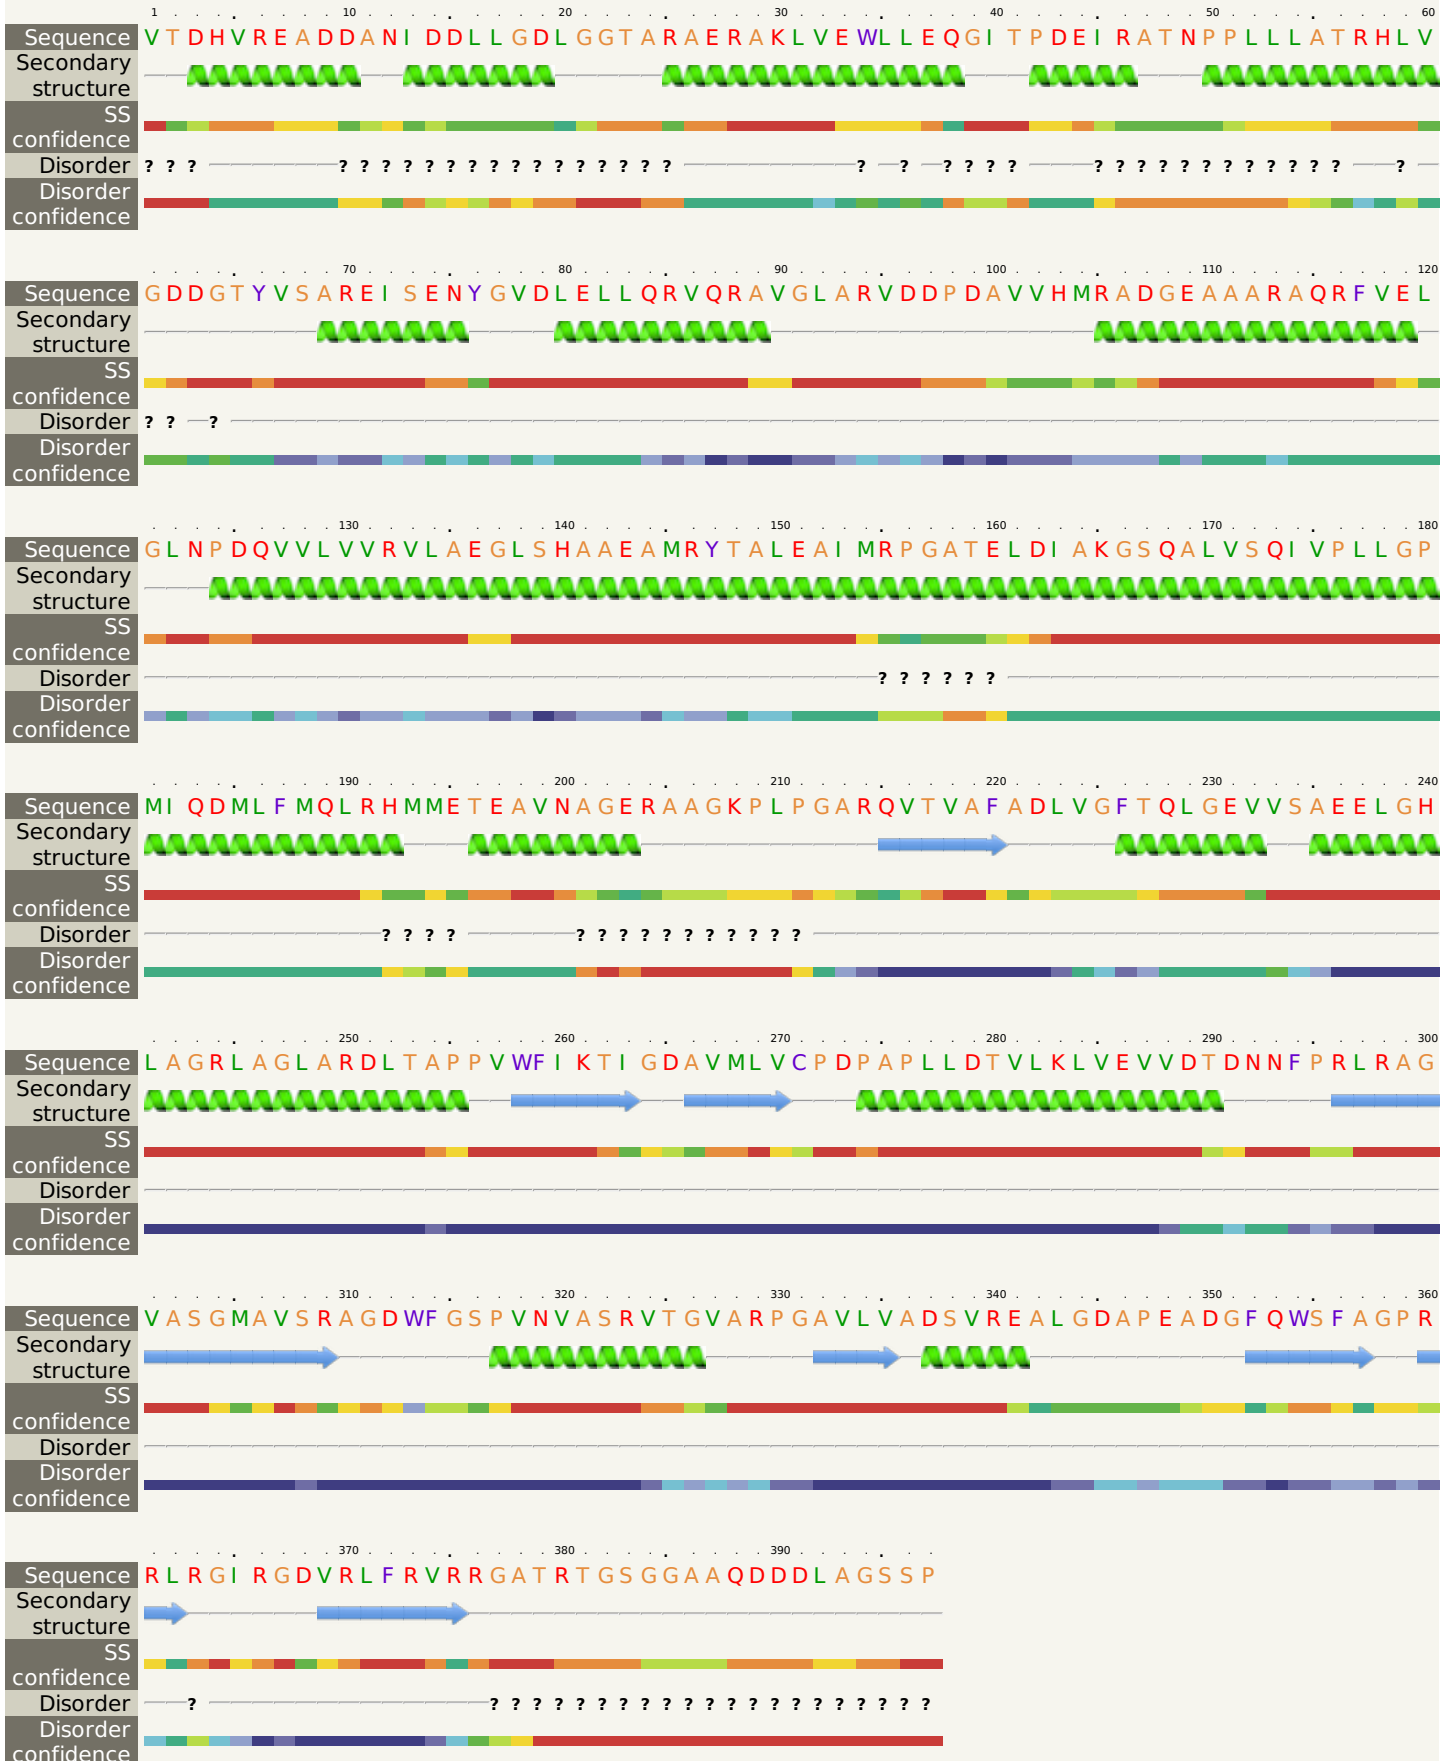 1 10 20 30 40 50 60
Sequence VTDHVREADDANIDDLLGDLGGTARAERAKLVEWLLEQGITPDEIRATNPPLLLATRHLV
Secondary
structure
SS
confidence
Disorder ? ? ? ? ? ? ? ? ? ? ? ? ? ? ? ? ? ? ? ? ? ? ? ? ? ? ? ? ? ? ? ? ? ? ? ? ? ?
Disorder
confidence
70 80 90 100 110 120
Sequence GDDGTYVSAREISENYGVDLELLQRVQRAVGLARVDDPDAVVHMRADGEAAARAQRFVEL
Secondary
structure
SS
confidence
Disorder ? ? ?
Disorder
confidence
130 140 150 160 170 180
Sequence GLNPDQVVLVVRVLAEGLSHAAEAMRYTALEAIMRPGATELDIAKGSQALVSQIVPLLGP
Secondary
structure
SS
confidence
Disorder ? ? ? ? ? ?
Disorder
confidence
190 200 210 220 230 240
Sequence MIQDMLFMQLRHMMETEAVNAGERAAGKPLPGARQVTVAFADLVGFTQLGEVVSAEELGH
Secondary
structure
SS
confidence
Disorder ? ? ? ? ? ? ? ? ? ? ? ? ? ? ?
Disorder
confidence
250 260 270 280 290 300
Sequence LAGRLAGLARDLTAPPVWFIKTIGDAVMLVCPDPAPLLDTVLKLVEVVDTDNNFPRLRAG
Secondary
structure
SS
confidence
Disorder
Disorder
confidence
310 320 330 340 350 360
Sequence VASGMAVSRAGDWFGSPVNVASRVTGVARPGAVLVADSVREALGDAPEADGFQWSFAGPR
Secondary
structure
SS
confidence
Disorder
Disorder
confidence
370 380 390
Sequence RLRGIRGDVRLFRVRRGATRTGSGGAAQDDDLAGSSP
Secondary
structure
SS
confidence
Disorder ? ? ? ? ? ? ? ? ? ? ? ? ? ? ? ? ? ? ? ? ? ?
Disorder
confidence